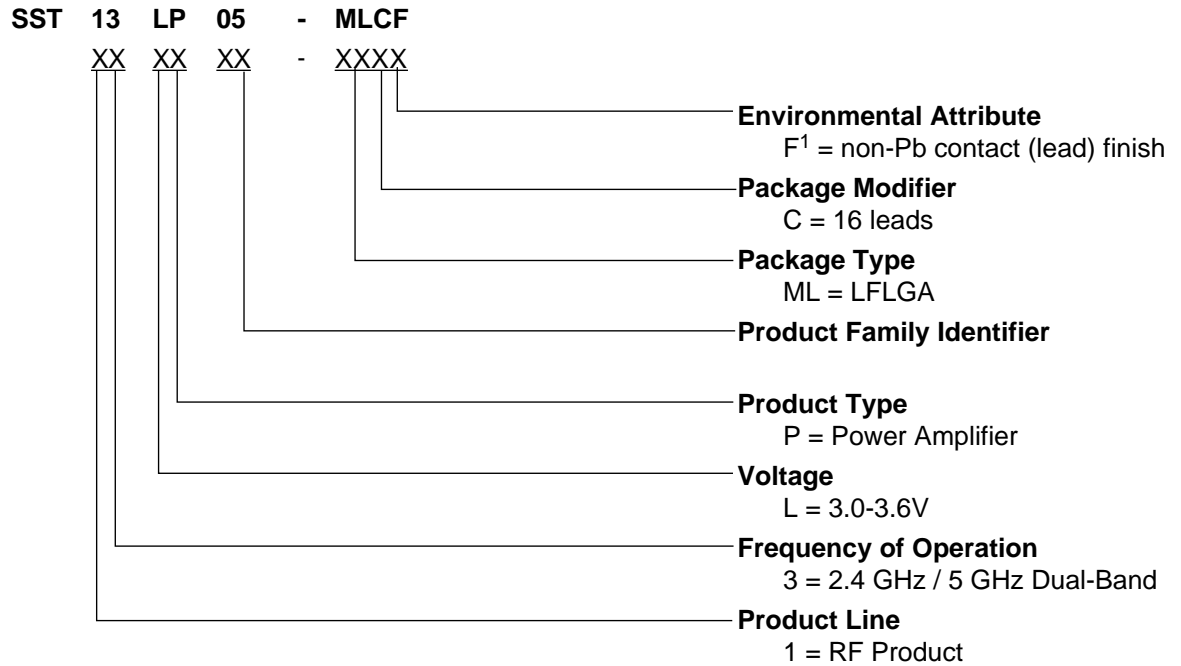 SST 13 LP 05 - MLCF
XX XX XX - XXXX
Environmental Attribute
F1 = non-Pb contact (lead) finish
Package Modifier
C = 16 leads
Package Type
ML = LFLGA
Product Family Identifier
Product Type
P = Power Amplifier
Voltage
L = 3.0-3.6V
Frequency of Operation
3 = 2.4 GHz / 5 GHz Dual-Band
Product Line
1 = RF Product